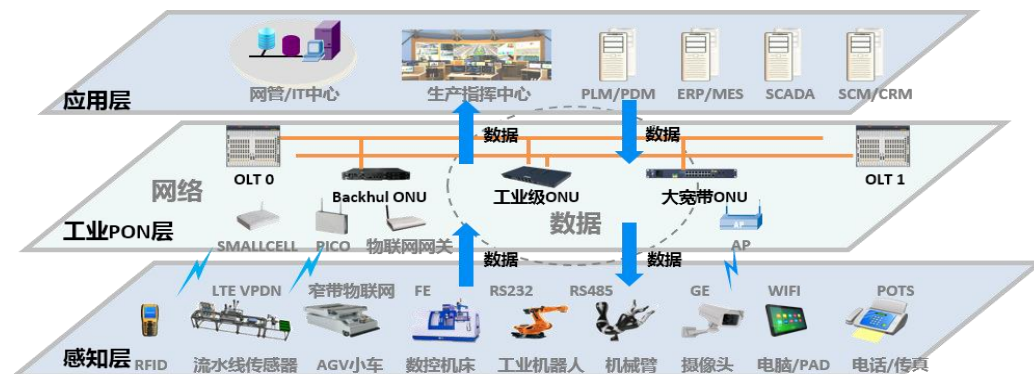 应用层
网管/IT中心
生产指挥中心
PLM/PDM
ERP/MES
SCADA
SCM/CRM
数据
数据
OLT 0
OLT 1
网络
Backhul ONU
工业级ONU
大宽带ONU
数据
工业PON层
SMALLCELL
PICO
物联网网关
AP
AP
数据
数据
LTE VPDN
窄带物联网
FE
RS232
RS485
GE
WIFI
POTS
感知层
RFID
流水线传感器
AGV小车
数控机床
工业机器人
机械臂
摄像头
电脑/PAD
电话/传真